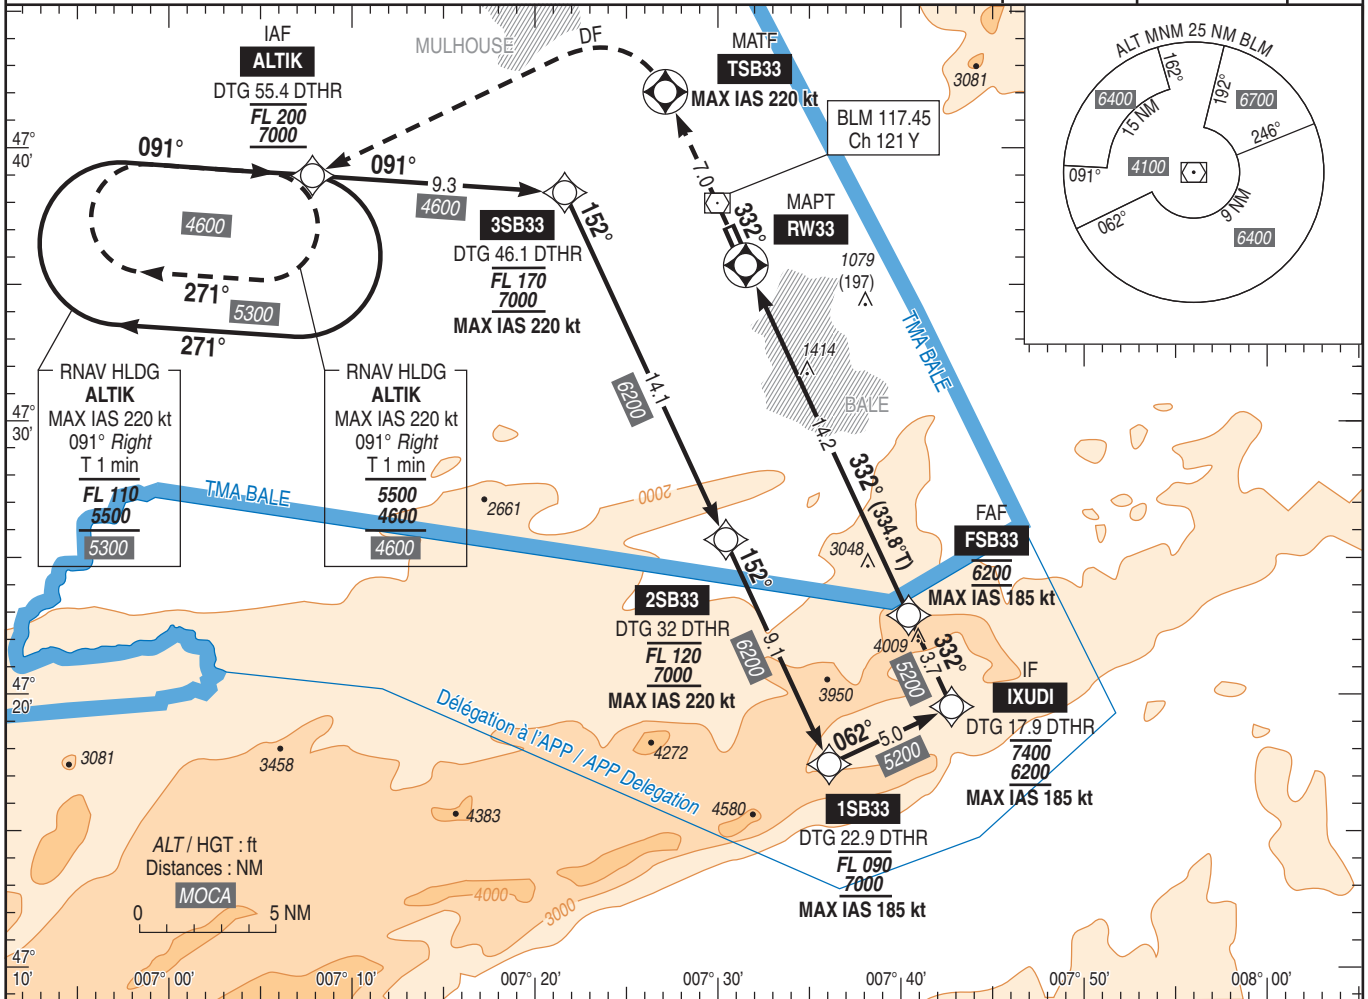 IAF
ALTIK
DTG 55.4 DTHR
FL 200
7000
MULHOUSE
DF
MATF
TSB33
MAX IAS 220 kt
BLM 117.45
Ch 121 Y
3081
ALT MNM 25 NM BLM
162°
192°
6400
6700
15 NM
246°
4100
091°
062°
9 NM
6400
47°
40'
091°
091°
9.3
4600
4600
271°
5300
271°
3SB33
DTG 46.1 DTHR
FL 170
7000
MAX IAS 220 kt
152°
7.0
332°
MAPT
RW33
1079
(197)
1414
BALE
TMA BALE
RNAV HLDG
ALTIK
MAX IAS 220 kt
091° Right
T 1 min
FL 110
5500
5300
RNAV HLDG
ALTIK
MAX IAS 220 kt
091° Right
T 1 min
5500
4600
4600
47°
30'
6200
14.1
14.2
332° (334.8°T)
TMA BALE
2661
2000
3048
FAF
FSB33
6200
MAX IAS 185 kt
152°
2SB33
DTG 32 DTHR
FL 120
7000
MAX IAS 220 kt
6200
9.1
4009
3.7
332°
5200
3950
IF
IXUDI
DTG 17.9 DTHR
7400
6200
MAX IAS 185 kt
47°
20'
062°
5.0
5200
Délégation à l'APP / APP Delegation
3081
3458
4272
4383
4580
1SB33
DTG 22.9 DTHR
FL 090
7000
MAX IAS 185 kt
ALT / HGT : ft
Distances : NM
MOCA
0 5 NM
4000
3000
47°
10'
007° 00'
007° 10'
007° 20'
007° 30'
007° 40'
007° 50'
008° 00'